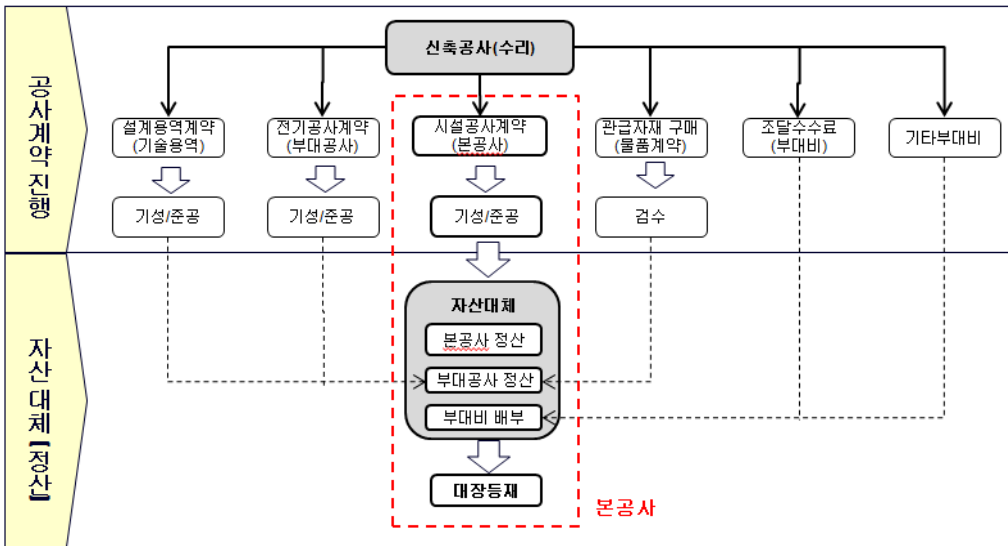 공사계약 진행
신축공사(수리)
설계용역계약
(기술용역)
전기공사계약
(부대공사)
시설공사계약
(본공사)
관급자재 구매
(물품계약)
조달수수료
(부대비)
기타부대비
기성/준공
기성/준공
기성/준공
검수
자산대체【정산】
자산대체
본공사 정산
부대공사 정산
부대비 배부
대장등재
본공사